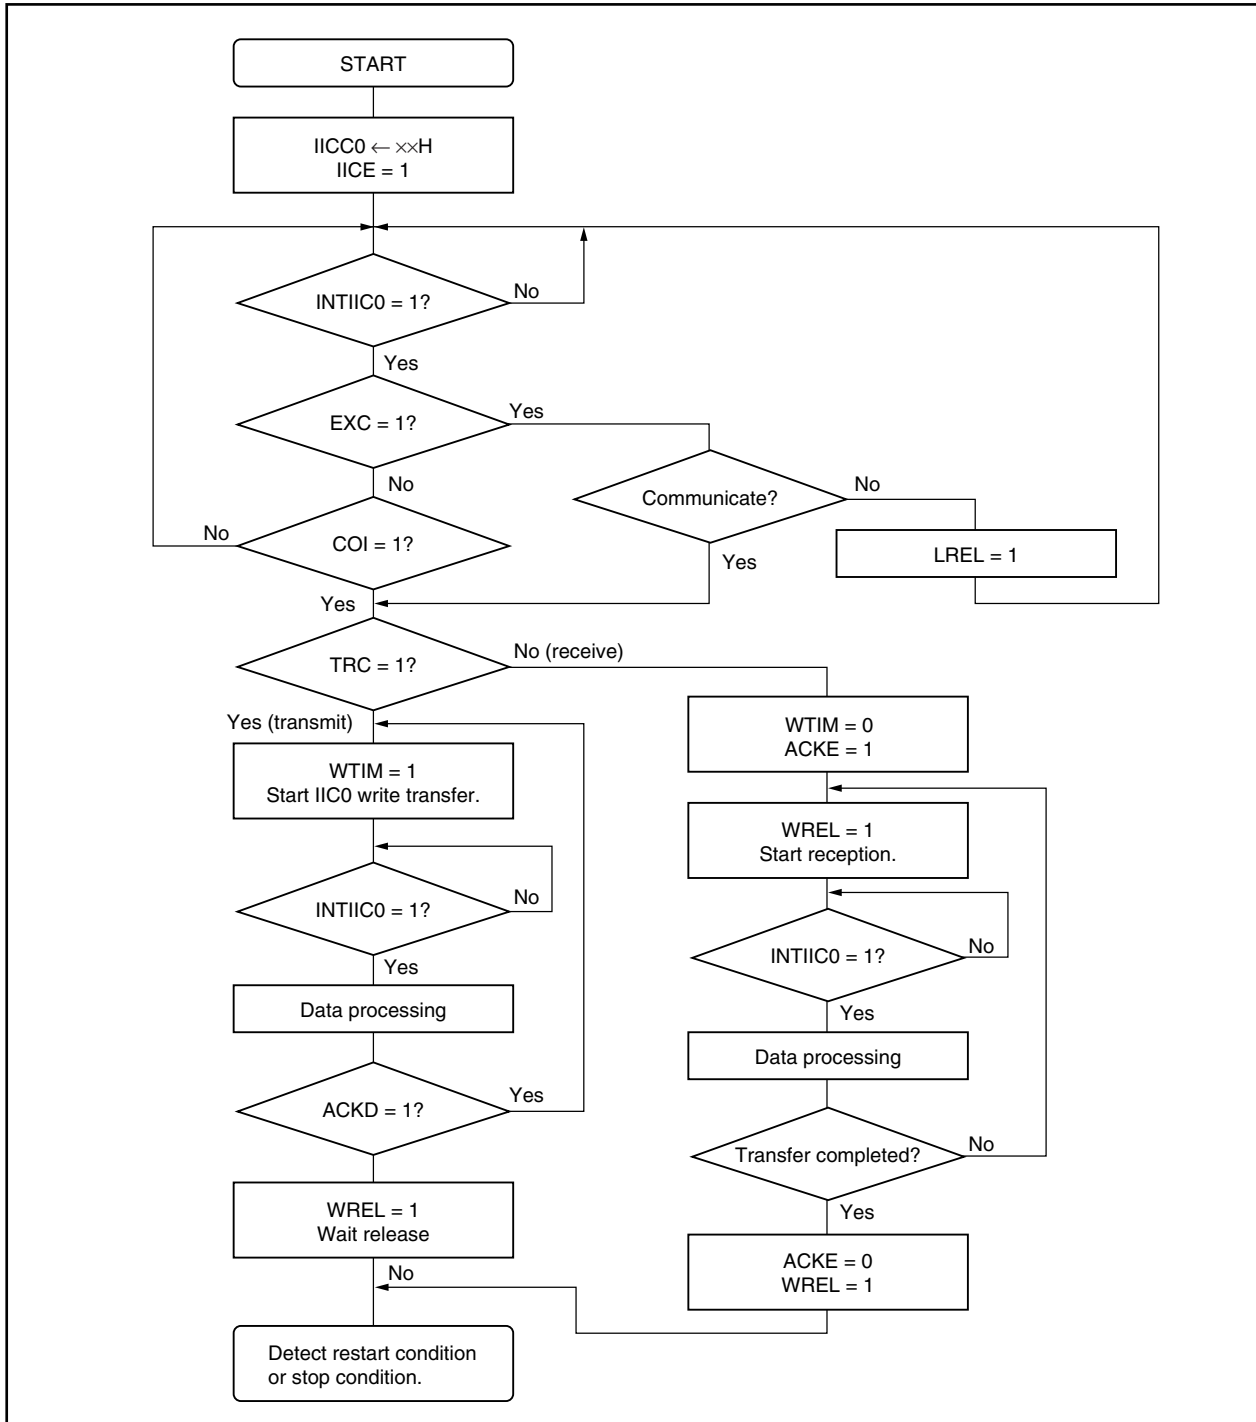 START
IICC0 ← ××H
IICE = 1
INTIIC0 = 1?
No
Yes
EXC = 1?
Yes
No
Communicate?
No
Yes
LREL = 1
COI = 1?
No
Yes
TRC = 1?
No (receive)
Yes (transmit)
WTIM = 1
Start IIC0 write transfer.
INTIIC0 = 1?
No
Yes
Data processing
ACKD = 1?
Yes
WREL = 1
Wait release
No
Detect restart condition
or stop condition.
WTIM = 0
ACKE = 1
WREL = 1
Start reception.
INTIIC0 = 1?
No
Yes
Data processing
Transfer completed?
No
Yes
ACKE = 0
WREL = 1